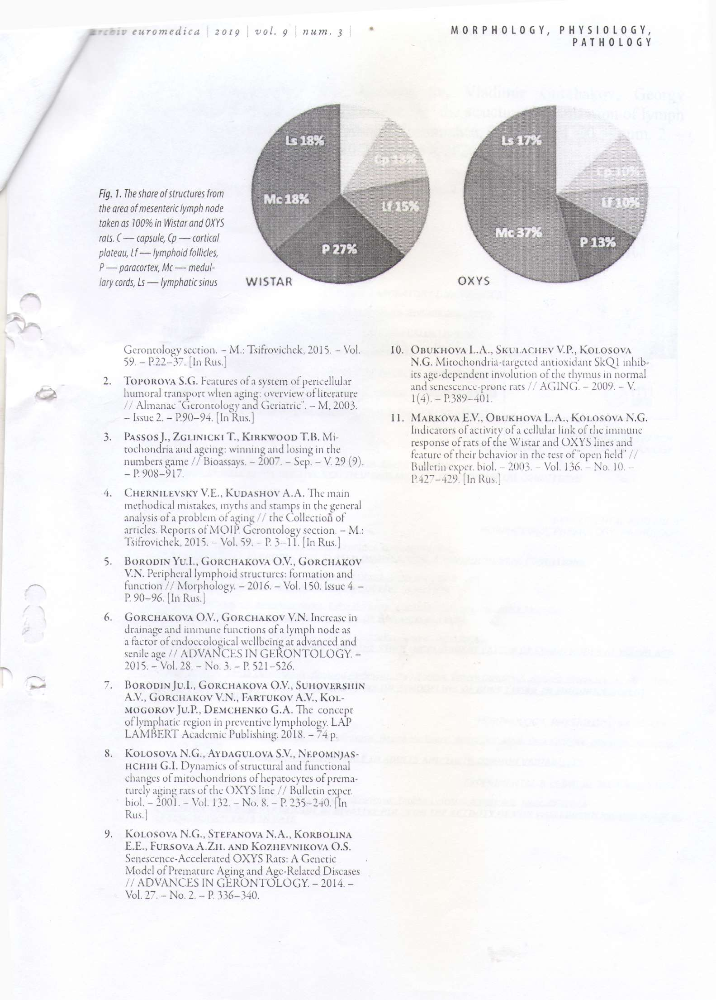 archiv euromedica | 2019 | vol. 9 | num. 3 |
MORPHOLOGY, PHYSIOLOGY,
PATHOLOGY
Fig. 1. The share of structures from
the area of mesenteric lymph node
taken as 100% in Wistar and OXYS
rats. C — capsule, Cp — cortical
plateau, Lf — lymphoid follicles,
P — paracortex, Mc — medul-
lary cords, Ls — lymphatic sinus
Ls 18%
Cp 13%
Mc 18%
Lf 15%
P 27%
WISTAR
Ls 17%
Cp 10%
Lf 10%
Mc 37%
P 13%
OXYS
Gerontology section. – M.: Tsifrovichek, 2015. – Vol.
59. – P.22–37. [In Rus.]
2. Toporova S.G. Features of a system of pericellular
humoral transport when aging: overview of literature
// Almanac "Gerontology and Geriatric". – M, 2003.
– Issue 2. – P.90–94. [In Rus.]
3. Passos J., Zglinicki T., Kirkwood T.B. Mi-
tochondria and ageing: winning and losing in the
numbers game // Bioassays. – 2007. – Sep. – V. 29 (9).
– P. 908–917.
4. Chernilevsky V.E., Kudashov A.A. The main
methodical mistakes, myths and stamps in the general
analysis of a problem of aging // the Collection of
articles. Reports of MOIP. Gerontology section. – M.:
Tsifrovichek, 2015. – Vol. 59. – P. 3–11. [In Rus.]
5. Borodin Yu.I., Gorchakova O.V., Gorchakov
V.N. Peripheral lymphoid structures: formation and
function // Morphology. – 2016. – Vol. 150. Issue 4. –
P. 90–96. [In Rus.]
6. Gorchakova O.V., Gorchakov V.N. Increase in
drainage and immune functions of a lymph node as
a factor of endoecological wellbeing at advanced and
senile age // ADVANCES IN GERONTOLOGY. –
2015. – Vol. 28. – No. 3. – P. 521–526.
7. Borodin Ju.I., Gorchakova O.V., Suhovershin
A.V., Gorchakov V.N., Fartukov A.V., Kol-
mogorov Ju.P., Demchenko G.A. The concept
of lymphatic region in preventive lymphology. LAP
LAMBERT Academic Publishing. 2018. – 74 p.
8. Kolosova N.G., Aydagulova S.V., Nepomnjas-
hchih G.I. Dynamics of structural and functional
changes of mitochondrions of hepatocytes of prema-
turely aging rats of the OXYS line // Bulletin exper.
biol. – 2001. – Vol. 132. – No. 8. – P. 235–240. [In
Rus.]
9. Kolosova N.G., Stefanova N.A., Korbolina
E.E., Fursova A.Zh. and Kozhevnikova O.S.
Senescence-Accelerated OXYS Rats: A Genetic
Model of Premature Aging and Age-Related Diseases
// ADVANCES IN GERONTOLOGY. – 2014. –
Vol. 27. – No. 2. – P. 336–340.
10. Obukhova L.A., Skulachev V.P., Kolosova
N.G. Mitochondria-targeted antioxidant SkQ1 inhib-
its age-dependent involution of the thymus in normal
and senescence-prone rats // AGING. – 2009. – V.
1(4). – P.389–401.
11. Markova E.V., Obukhova L.A., Kolosova N.G.
Indicators of activity of a cellular link of the immune
response of rats of the Wistar and OXYS lines and
feature of their behavior in the test of "open field" //
Bulletin exper. biol. – 2003. – Vol. 136. – No. 10. –
P.427–429. [In Rus.]